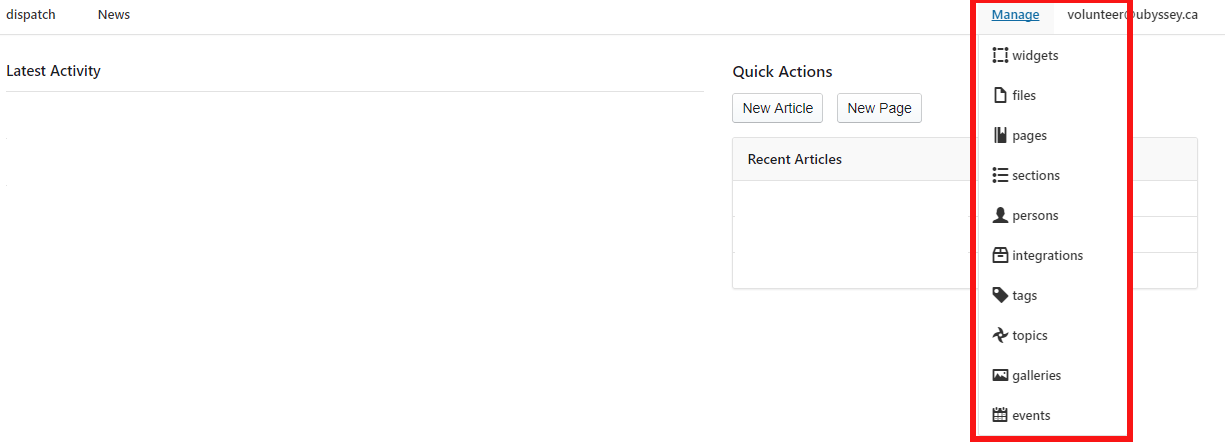 dispatch News Manage volunteer@ubyssey.ca
Latest Activity
Quick Actions
New Article New Page
Recent Articles
widgets
files
pages
sections
persons
integrations
tags
topics
galleries
events